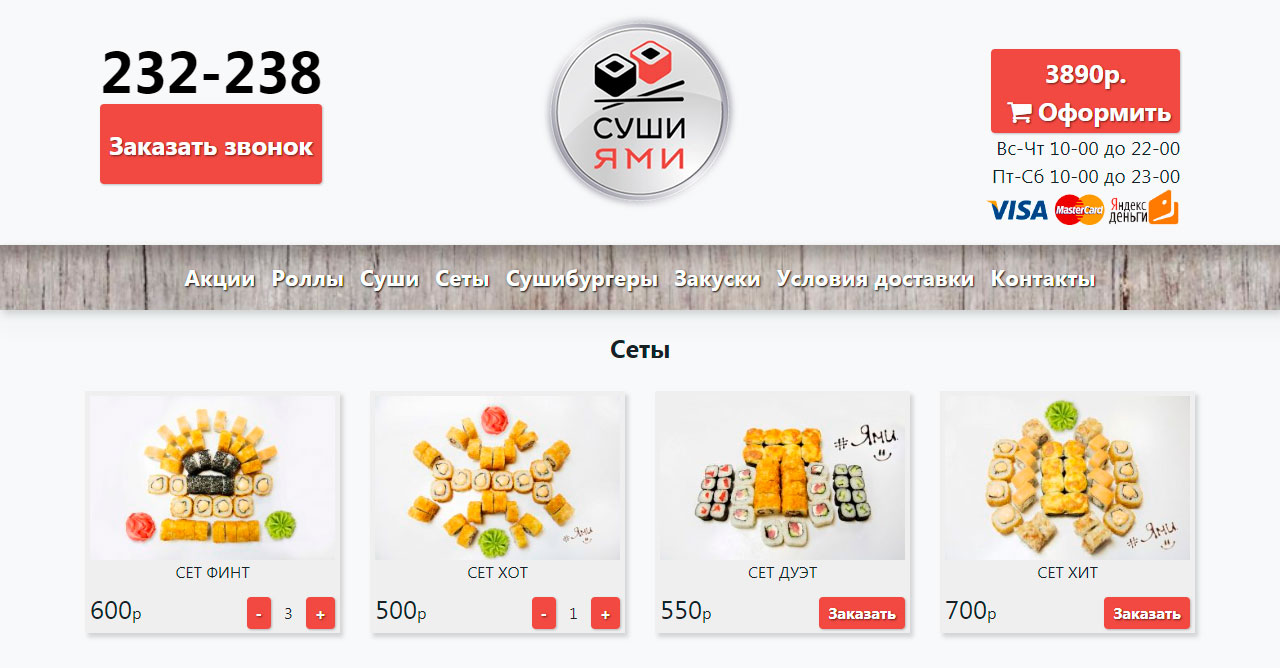 232-238
Заказать звонок
СУШИ
ЯМИ
3890р.
Оформить
Вс-Чт 10-00 до 22-00
Пт-Сб 10-00 до 23-00
VISA MasterCard Яндекс
деньги
Акции Роллы Суши Сеты Сушибургеры Закуски Условия доставки Контакты
Сеты
СЕТ ФИНТ
600р - 3 +
#Ями
СЕТ ХОТ
500р - 1 +
#Ями
СЕТ ДУЭТ
550р Заказать
#Ями
СЕТ ХИТ
700р Заказать